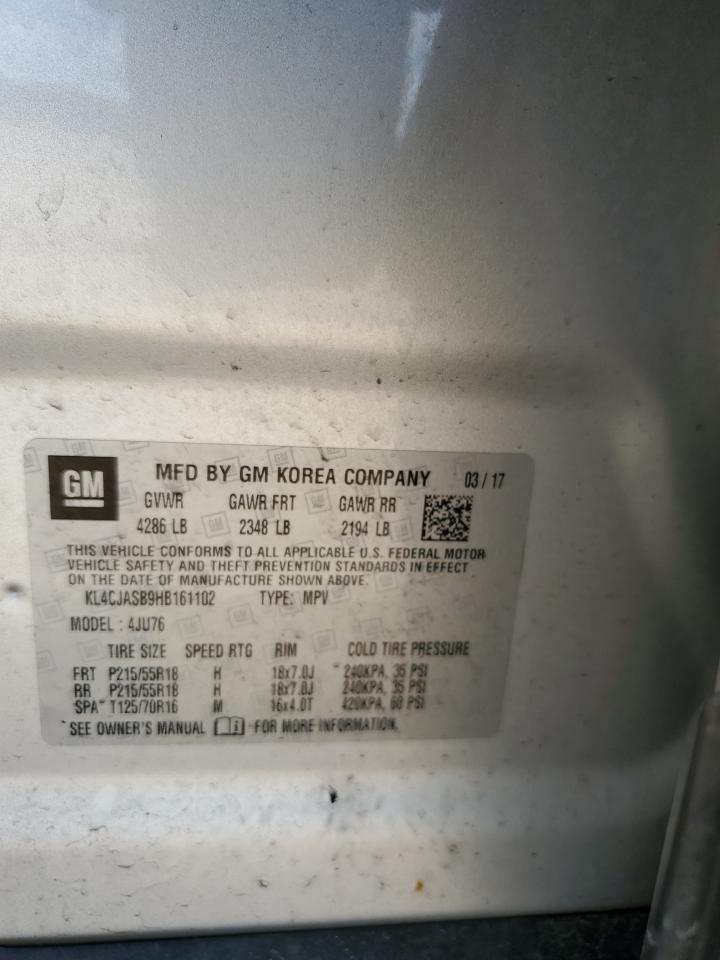 GM MFD BY GM KOREA COMPANY 03/17
GVWR GAWR FRT GAWR RR
4286 LB 2348 LB 2194 LB
THIS VEHICLE CONFORMS TO ALL APPLICABLE U.S. FEDERAL MOTOR
VEHICLE SAFETY AND THEFT PREVENTION STANDARDS IN EFFECT
ON THE DATE OF MANUFACTURE SHOWN ABOVE.
KL4CJASB9HB161102 TYPE: MPV
MODEL : 4JU76
TIRE SIZE SPEED RTG RIM COLD TIRE PRESSURE
FRT P215/55R18 H 18x7.0J 240KPA, 35 PSI
RR P215/55R18 H 18x7.0J 240KPA, 35 PSI
SPA T125/70R16 M 16x4.0T 420KPA, 60 PSI
SEE OWNER'S MANUAL FOR MORE INFORMATION.